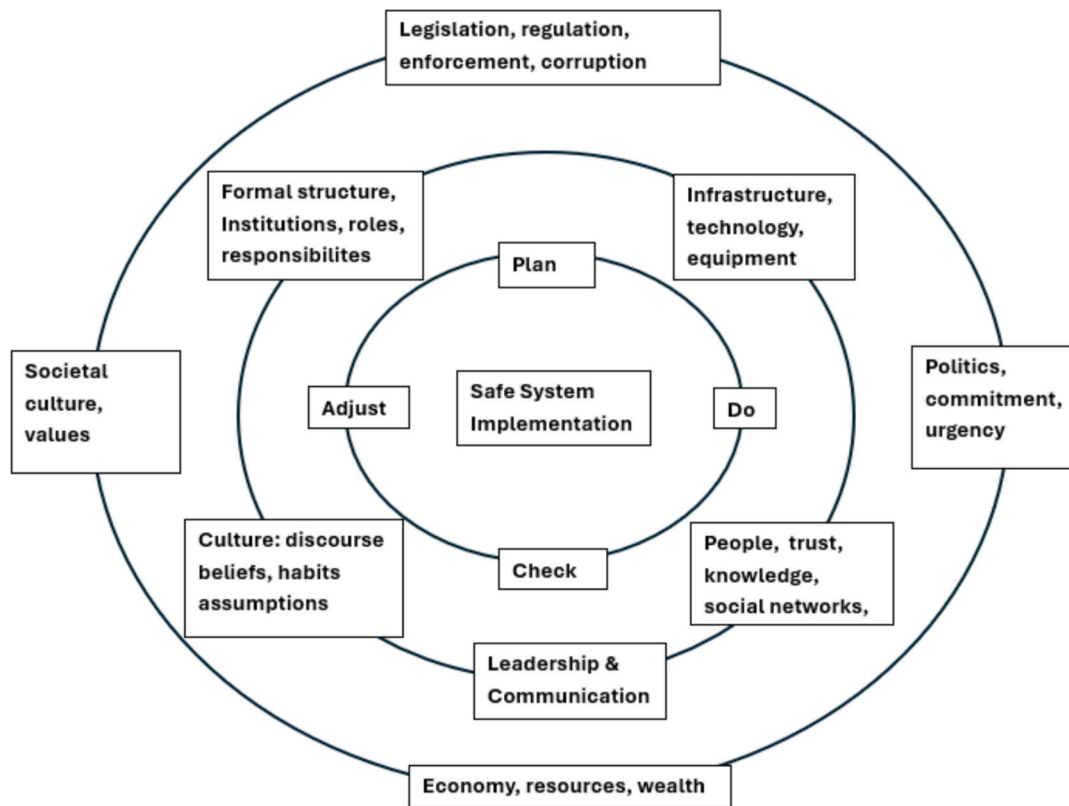 Legislation, regulation,
enforcement, corruption
Formal structure,
Institutions, roles,
responsibilites
Infrastructure,
technology,
equipment
Plan
Societal
culture,
values
Adjust
Safe System
Implementation
Do
Politics,
commitment,
urgency
Culture: discourse
beliefs, habits
assumptions
Check
People, trust,
knowledge,
social networks,
Leadership &
Communication
Economy, resources, wealth